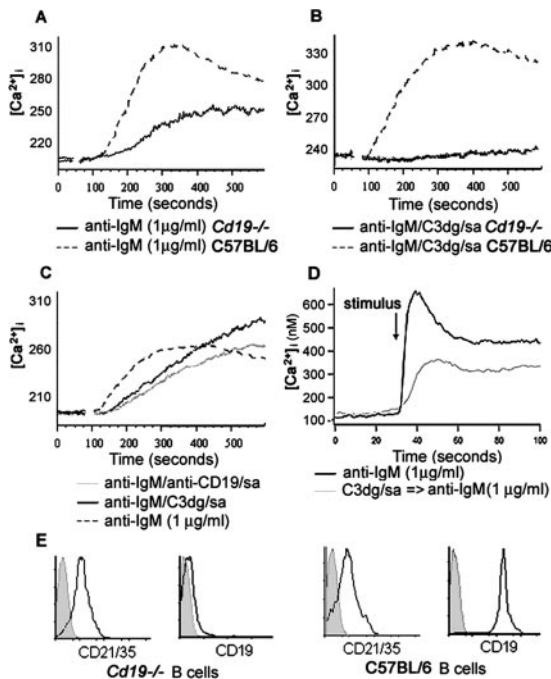 A
310
280
250
220
[Ca2+]i
0 100 200 300 400 500
Time (seconds)
anti-IgM (1µg/ml) Cd19-/-
anti-IgM (1µg/ml) C57BL/6
B
330
300
270
240
[Ca2+]i
0 100 200 300 400 500
Time (seconds)
anti-IgM/C3dg/sa Cd19-/-
anti-IgM/C3dg/sa C57BL/6
C
310
260
210
[Ca2+]i
0 100 200 300 400 500
Time (seconds)
anti-IgM/anti-CD19/sa
anti-IgM/C3dg/sa
anti-IgM (1 µg/ml)
D
600
500
400
300
200
100
[Ca2+]i (nM)
stimulus
0 20 40 60 80 100
Time (seconds)
anti-IgM (1µg/ml)
C3dg/sa => anti-IgM(1 µg/ml)
E
CD21/35
CD19
Cd19-/- B cells
CD21/35
CD19
C57BL/6 B cells